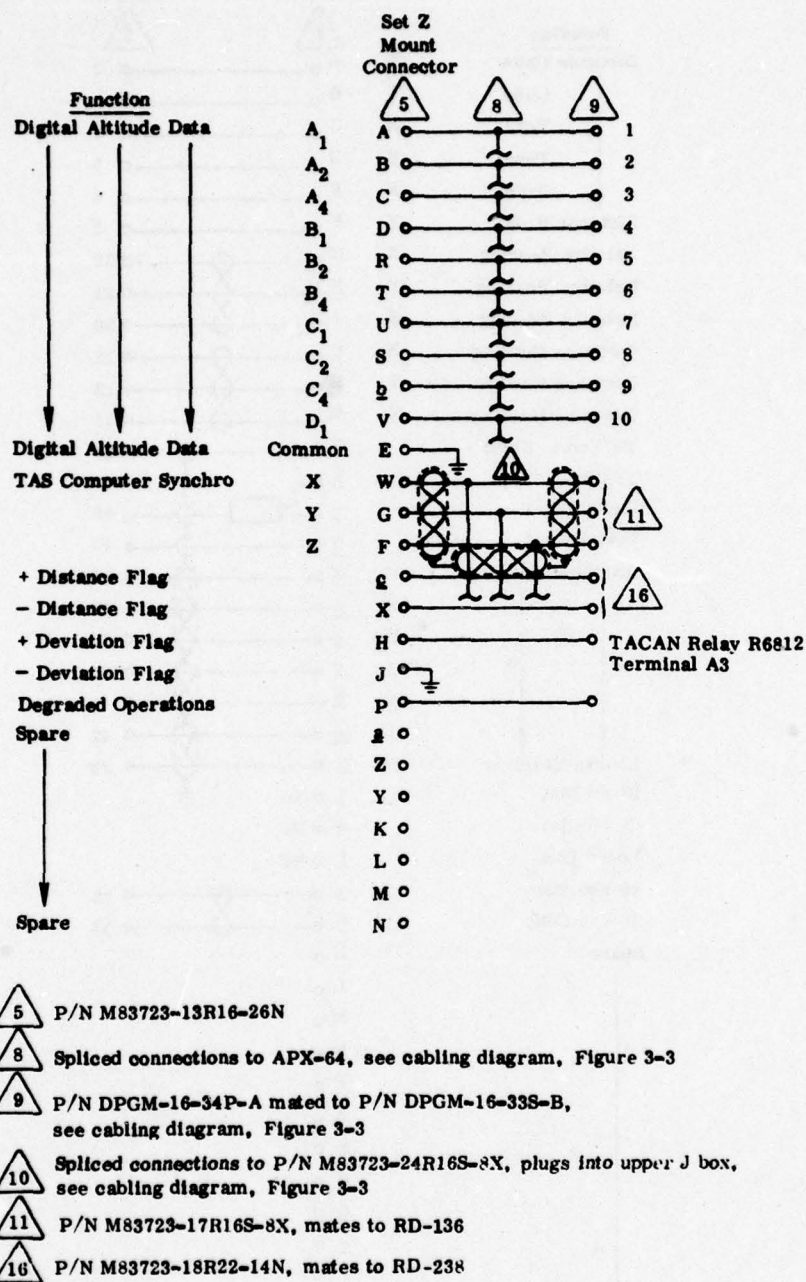 Set Z
Mount
Connector
Function 5 8 9
Digital Altitude Data A1 A 1
A2 B 2
A4 C 3
B1 D 4
B2 R 5
B4 T 6
C1 U 7
C2 S 8
C4 b 9
D1 V 10
Digital Altitude Data Common E 10
TAS Computer Synchro X W
Y G 11
Z F
+ Distance Flag c 16
− Distance Flag X
+ Deviation Flag H TACAN Relay R6812
Terminal A3
− Deviation Flag J
Degraded Operations P
Spare a
Z
Y
K
L
M
Spare N
5 P/N M83723-13R16-26N
8 Spliced connections to APX-64, see cabling diagram, Figure 3-3
9 P/N DPGM-16-34P-A mated to P/N DPGM-16-33S-B,
see cabling diagram, Figure 3-3
10 Spliced connections to P/N M83723-24R16S-8X, plugs into upper J box,
see cabling diagram, Figure 3-3
11 P/N M83723-17R16S-8X, mates to RD-136
16 P/N M83723-18R22-14N, mates to RD-238